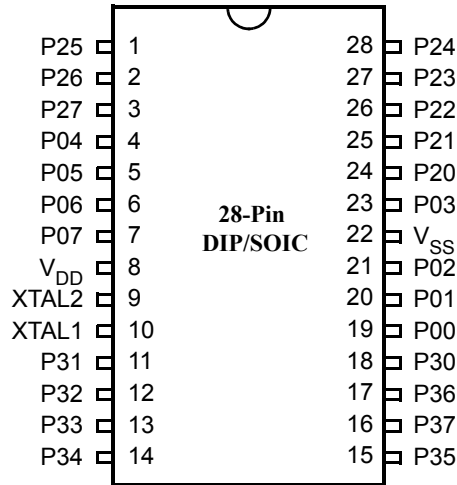 P25 1 28 P24
P26 2 27 P23
P27 3 26 P22
P04 4 25 P21
P05 5 24 P20
P06 6 23 P03
28-Pin
P07 7 22 VSS
DIP/SOIC
VDD 8 21 P02
XTAL2 9 20 P01
XTAL1 10 19 P00
P31 11 18 P30
P32 12 17 P36
P33 13 16 P37
P34 14 15 P35